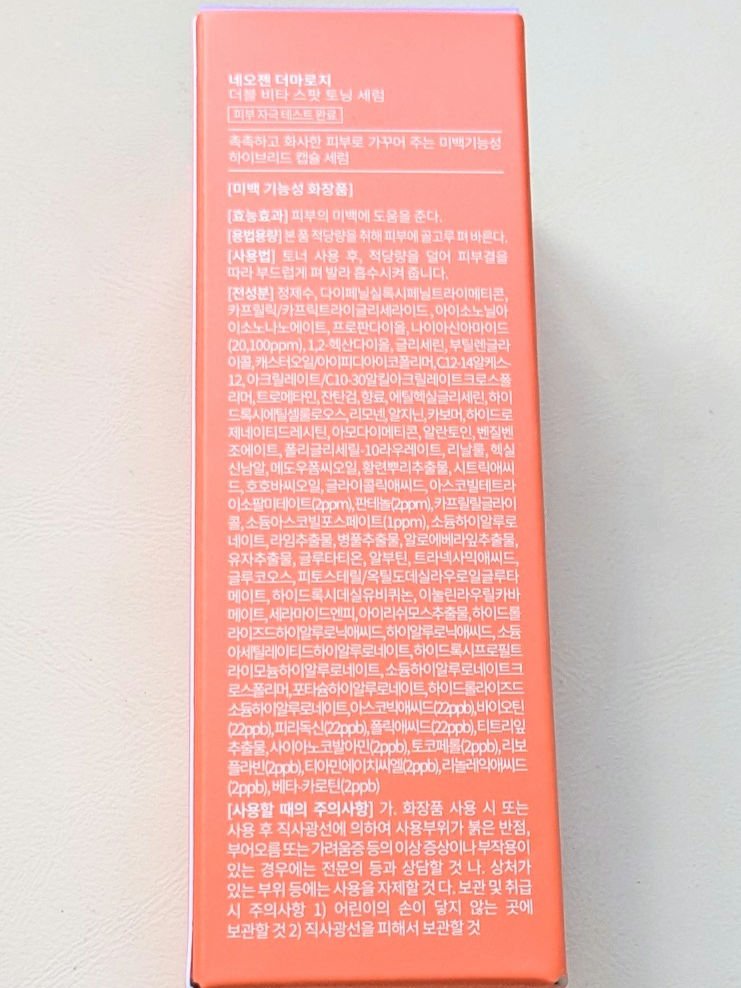 네오젠 더마로지
더블 비타 스팟 토닝 세럼
피부 자극 테스트 완료
촉촉하고 화사한 피부로 가꾸어 주는 미백기능성
하이브리드 캡슐 세럼
[미백 기능성 화장품]
[효능효과] 피부의 미백에 도움을 준다.
[용법용량] 본 품 적당량을 취해 피부에 골고루 펴 바른다.
[사용법] 토너 사용 후, 적당량을 덜어 피부결을
따라 부드럽게 펴 발라 흡수시켜 줍니다.
[전성분] 정제수, 다이페닐실록시페닐트라이메티콘,
카프릴릭/카프릭트라이글리세라이드, 아이소노닐아
이소노나노에이트, 프로판다이올, 나이아신아마이드
(20,100ppm), 1,2-헥산다이올, 글리세린, 부틸렌글라
이콜, 캐스터오일/아이피디아이코폴리머, C12-14알케스-
12, 아크릴레이트/C10-30알킬아크릴레이트크로스폴
리머, 트로메타민, 잔탄검, 향료, 에틸헥실글리세린, 하이
드록시에틸셀룰로오스, 리모넨, 알지닌, 카보머, 하이드로
제네이티드레시틴, 아모다이메티콘, 알란토인, 벤질벤
조에이트, 폴리글리세릴-10라우레이트, 리날룰, 헥실
신남알, 메도우폼씨오일, 황련뿌리추출물, 시트릭애씨
드, 호호바씨오일, 글라이콜릭애씨드, 아스코빌테트라
이소팔미테이트(2ppm), 판테놀(2ppm), 카프릴릴글라이
콜, 소듐아스코빌포스페이트(1ppm), 소듐하이알루로
네이트, 라임추출물, 병풀추출물, 알로에베라잎추출물,
유자추출물, 글루타티온, 알부틴, 트라넥사믹애씨드,
글루코오스, 피토스테릴/옥틸도데실라우로일글루타
메이트, 하이드록시데실유비퀴논, 이눌린라우릴카바
메이트, 세라마이드엔피, 아이리쉬모스추출물, 하이드롤
라이즈드하이알루로닉애씨드, 하이알루로닉애씨드, 소듐
아세틸레이티드하이알루로네이트, 하이드록시프로필트
라이모늄하이알루로네이트, 소듐하이알루로네이트크
로스폴리머, 포타슘하이알루로네이트, 하이드롤라이즈드
소듐하이알루로네이트, 아스코빅애씨드(22ppb), 바이오틴
(22ppb), 피리독신(22ppb), 폴릭애씨드(22ppb), 티트리잎
추출물, 사이아노코발아민(2ppb), 토코페롤(2ppb), 리보
플라빈(2ppb), 티아민에이치씨엘(2ppb), 리놀레익애씨드
(2ppb), 베타-카로틴(2ppb)
[사용할 때의 주의사항] 가. 화장품 사용 시 또는
사용 후 직사광선에 의하여 사용부위가 붉은 반점,
부어오름 또는 가려움증 등의 이상 증상이나 부작용이
있는 경우에는 전문의 등과 상담할 것 나. 상처가
있는 부위 등에는 사용을 자제할 것 다. 보관 및 취급
시 주의사항 1) 어린이의 손이 닿지 않는 곳에
보관할 것 2) 직사광선을 피해서 보관할 것